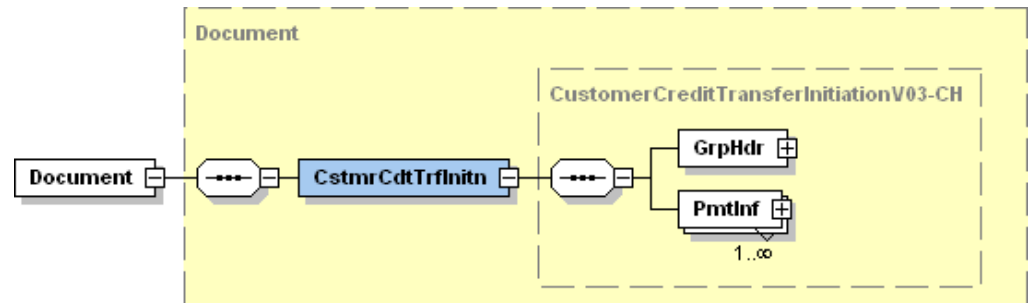 Document
CustomerCreditTransferInitiationV03-CH
GrpHdr
Document
CstmrCdtTrfInitn
PmtInf
1..∞